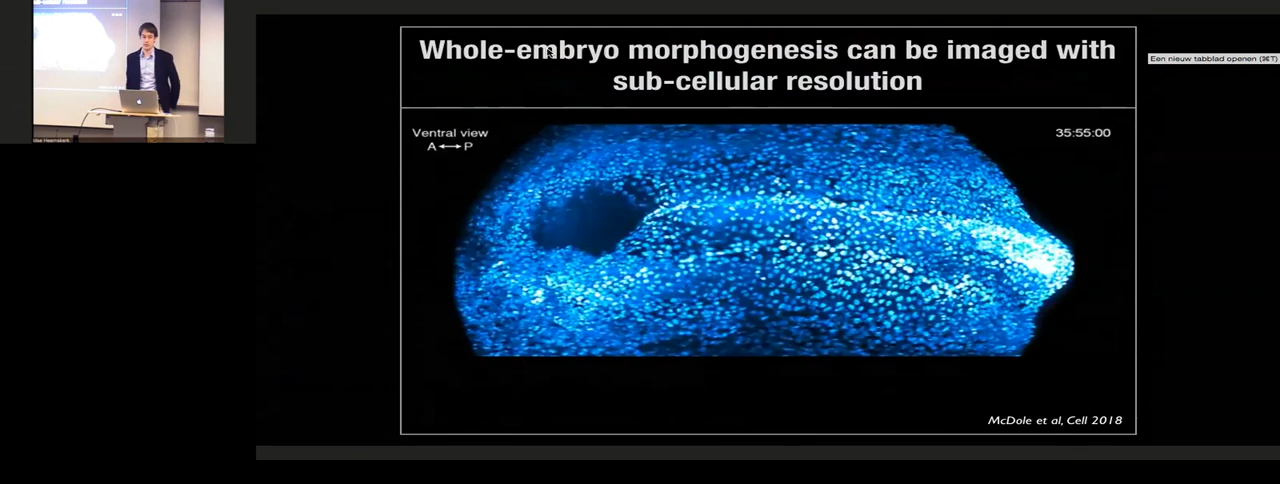 Whole-embryo morphogenesis can be imaged with
sub-cellular resolution
Een nieuw tabblad openen (⌘T)
Ventral view
A⟷P
35:55:00
McDole et al, Cell 2018